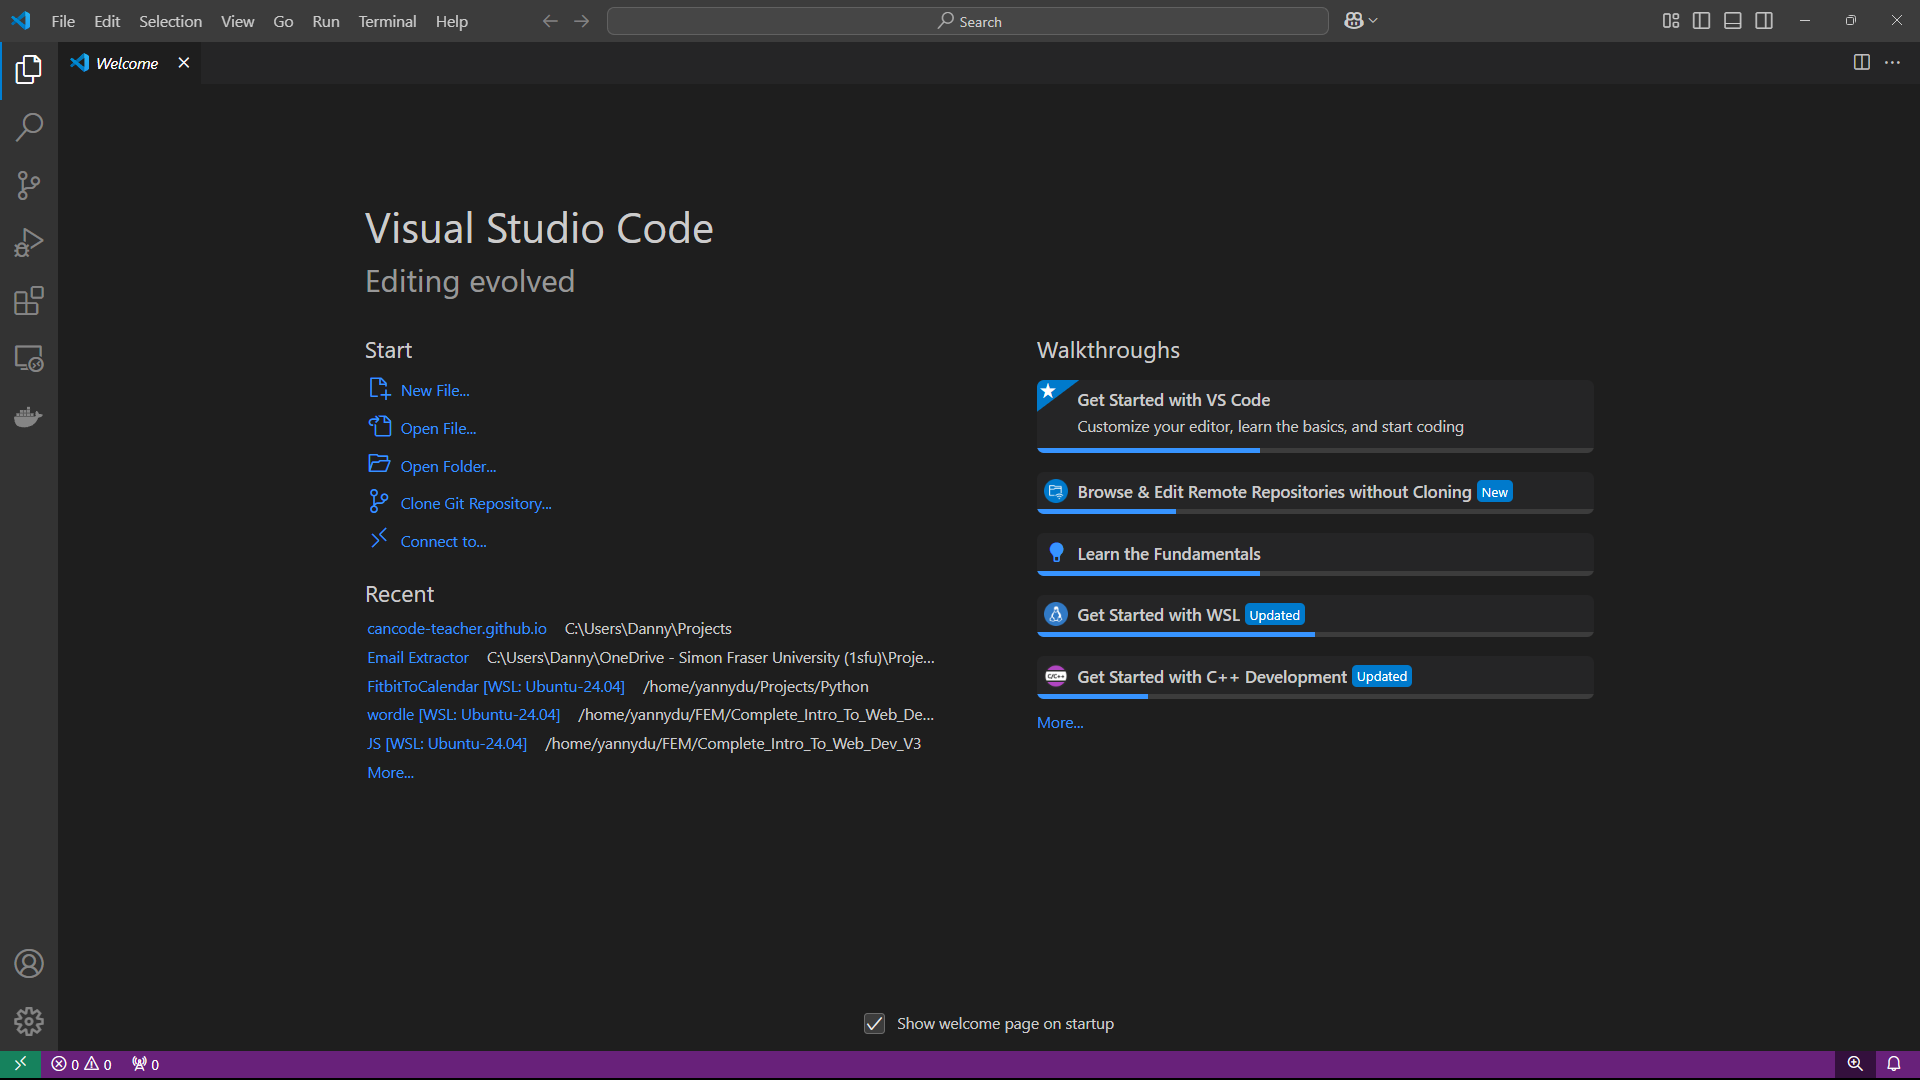 File Edit Selection View Go Run Terminal Help Search
Welcome
Visual Studio Code
Editing evolved
Start
New File...
Open File...
Open Folder...
Clone Git Repository...
Connect to...
Recent
cancode-teacher.github.io C:\Users\Danny\Projects
Email Extractor C:\Users\Danny\OneDrive - Simon Fraser University (1sfu)\Proje...
FitbitToCalendar [WSL: Ubuntu-24.04] /home/yannydu/Projects/Python
wordle [WSL: Ubuntu-24.04] /home/yannydu/FEM/Complete_Intro_To_Web_De...
JS [WSL: Ubuntu-24.04] /home/yannydu/FEM/Complete_Intro_To_Web_Dev_V3
More...
Walkthroughs
Get Started with VS Code
Customize your editor, learn the basics, and start coding
Browse & Edit Remote Repositories without Cloning New
Learn the Fundamentals
Get Started with WSL Updated
C/C++ Get Started with C++ Development Updated
More...
Show welcome page on startup
0 0 0